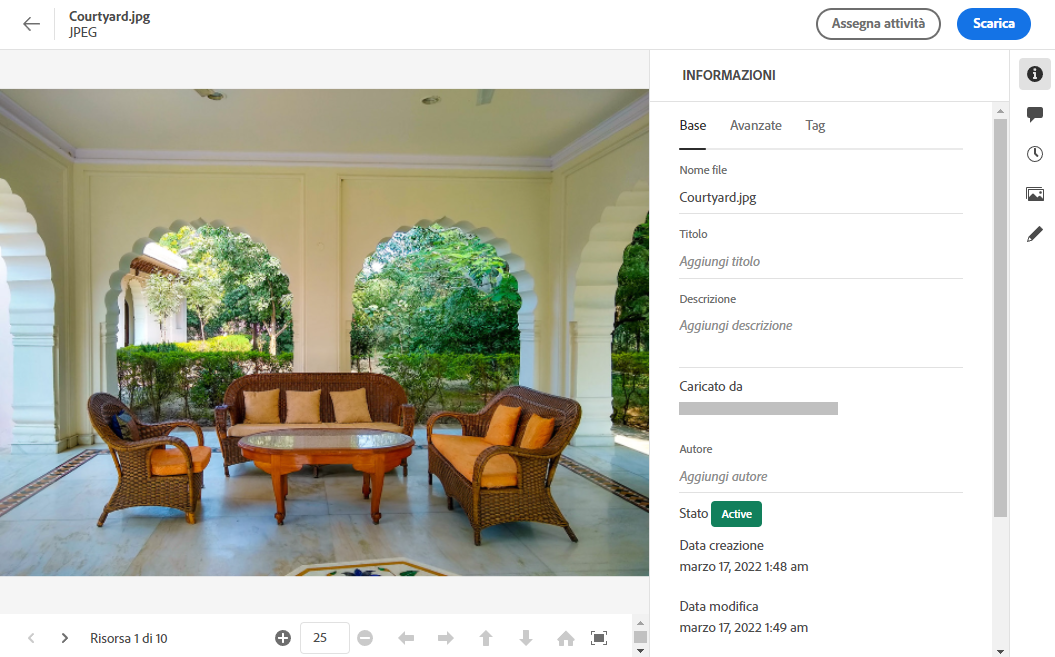 Courtyard.jpg
JPEG
Assegna attività
Scarica
INFORMAZIONI
Base Avanzate Tag
Nome file
Courtyard.jpg
Titolo
Aggiungi titolo
Descrizione
Aggiungi descrizione
Caricato da
Autore
Aggiungi autore
Stato Active
Data creazione
marzo 17, 2022 1:48 am
Data modifica
marzo 17, 2022 1:49 am
Risorsa 1 di 10
25